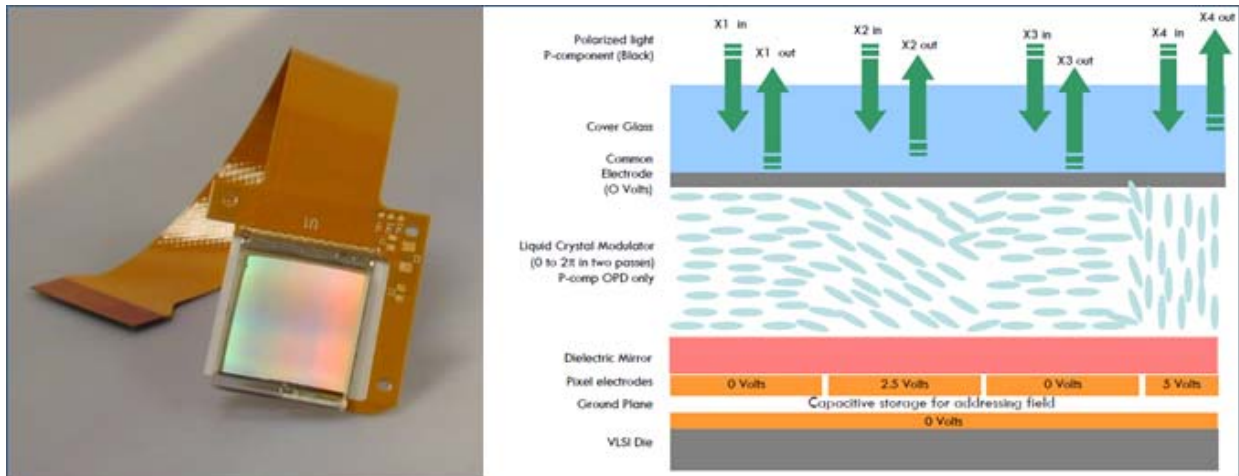 in
Polarized light
P-component (Black)
X1 in
X1 out
X2 in
X2 out
X3 in
X3 out
X4 in
X4 out
Cover Glass
Common
Electrode
(O Volts)
Liquid Crystal Modulator
(0 to 2π in two passes)
P-comp OPD only
Dielectric Mirror
Pixel electrodes
0 Volts
2.5 Volts
0 Volts
5 Volts
Ground Plane
Capacitive storage for addressing field
0 Volts
VLSI Die